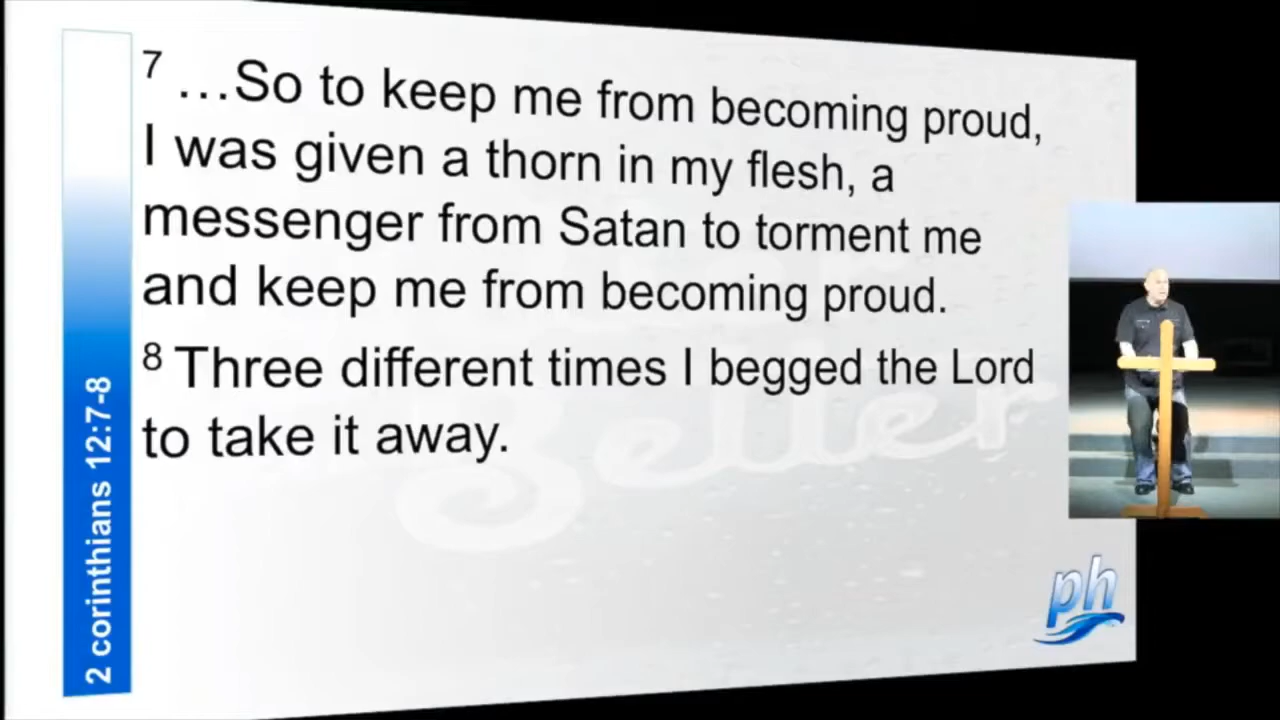 7 …So to keep me from becoming proud,
I was given a thorn in my flesh, a
messenger from Satan to torment me
and keep me from becoming proud.
8 Three different times I begged the Lord
to take it away.
2 corinthians 12:7-8
Better
ph